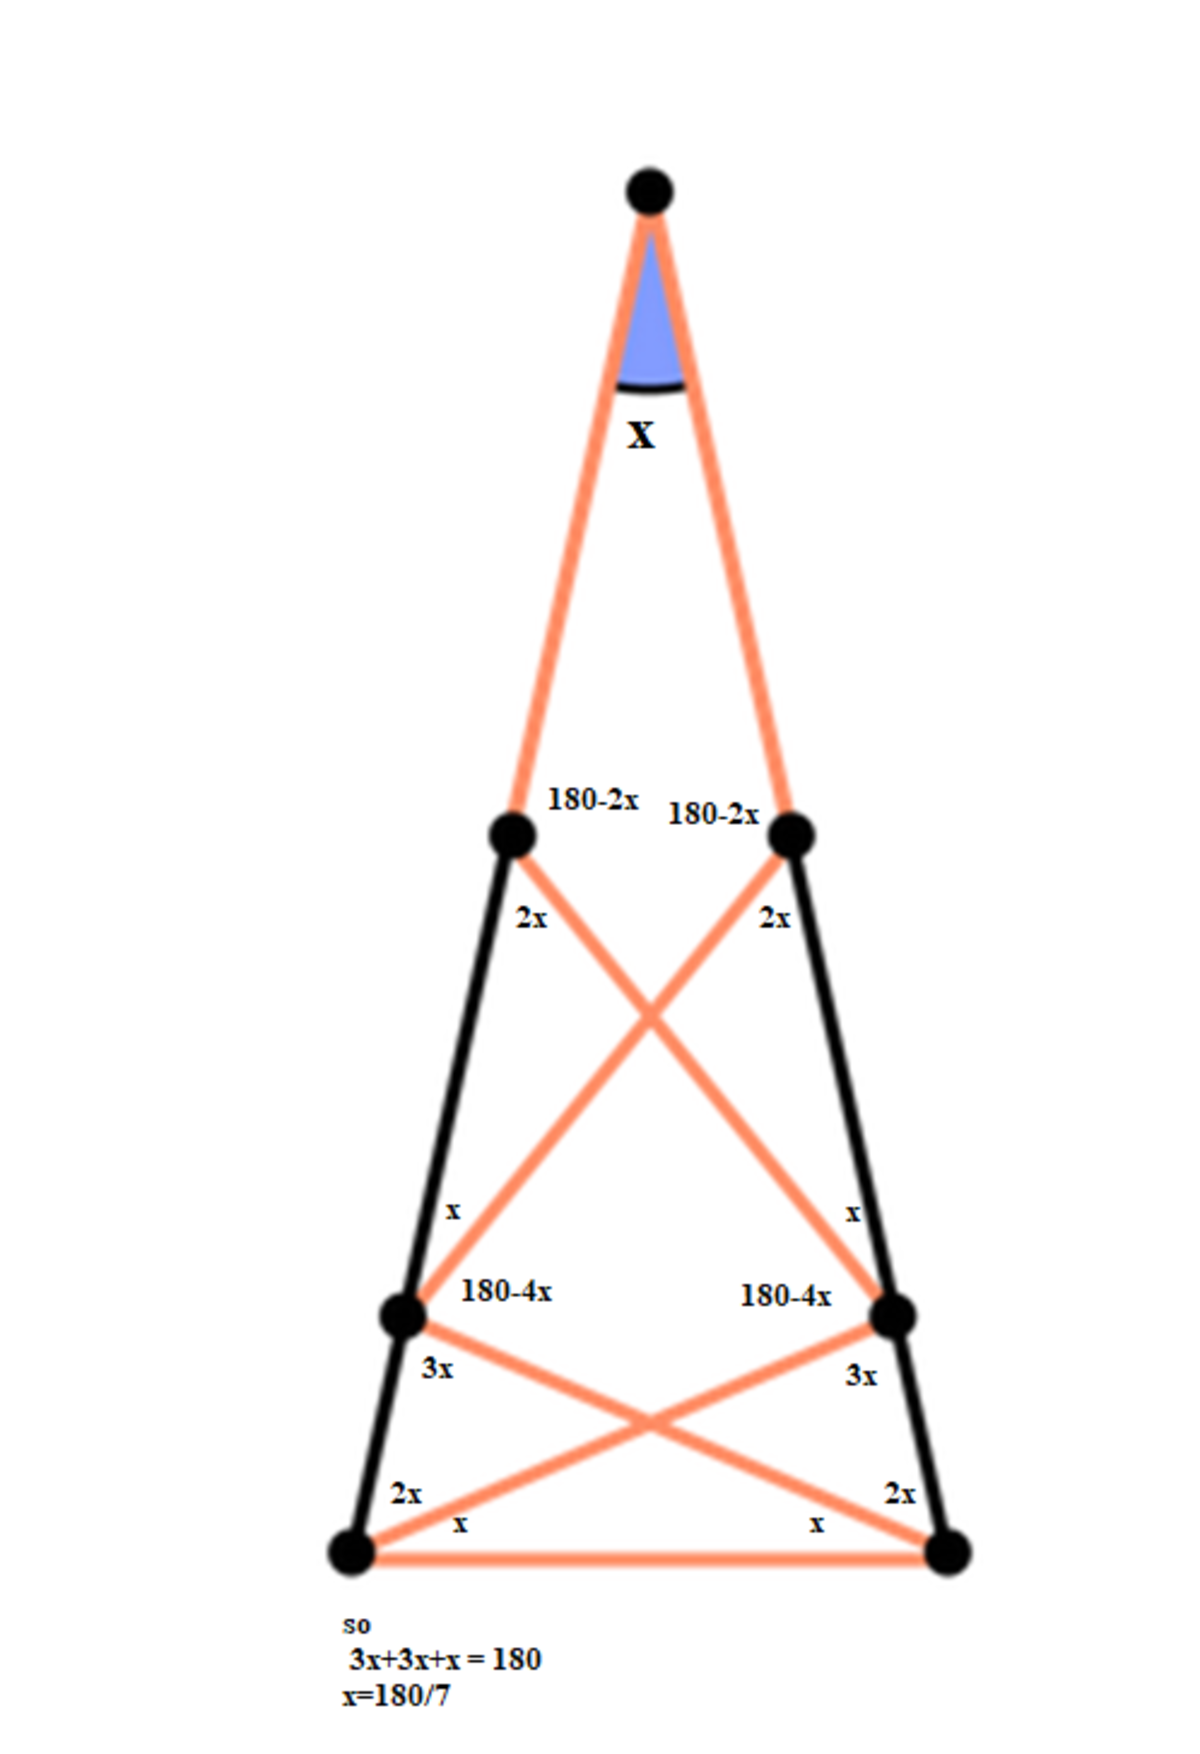 x
180-2x 180-2x
2x 2x
x x
180-4x 180-4x
3x 3x
2x 2x
x x
so
3x+3x+x = 180
x=180/7